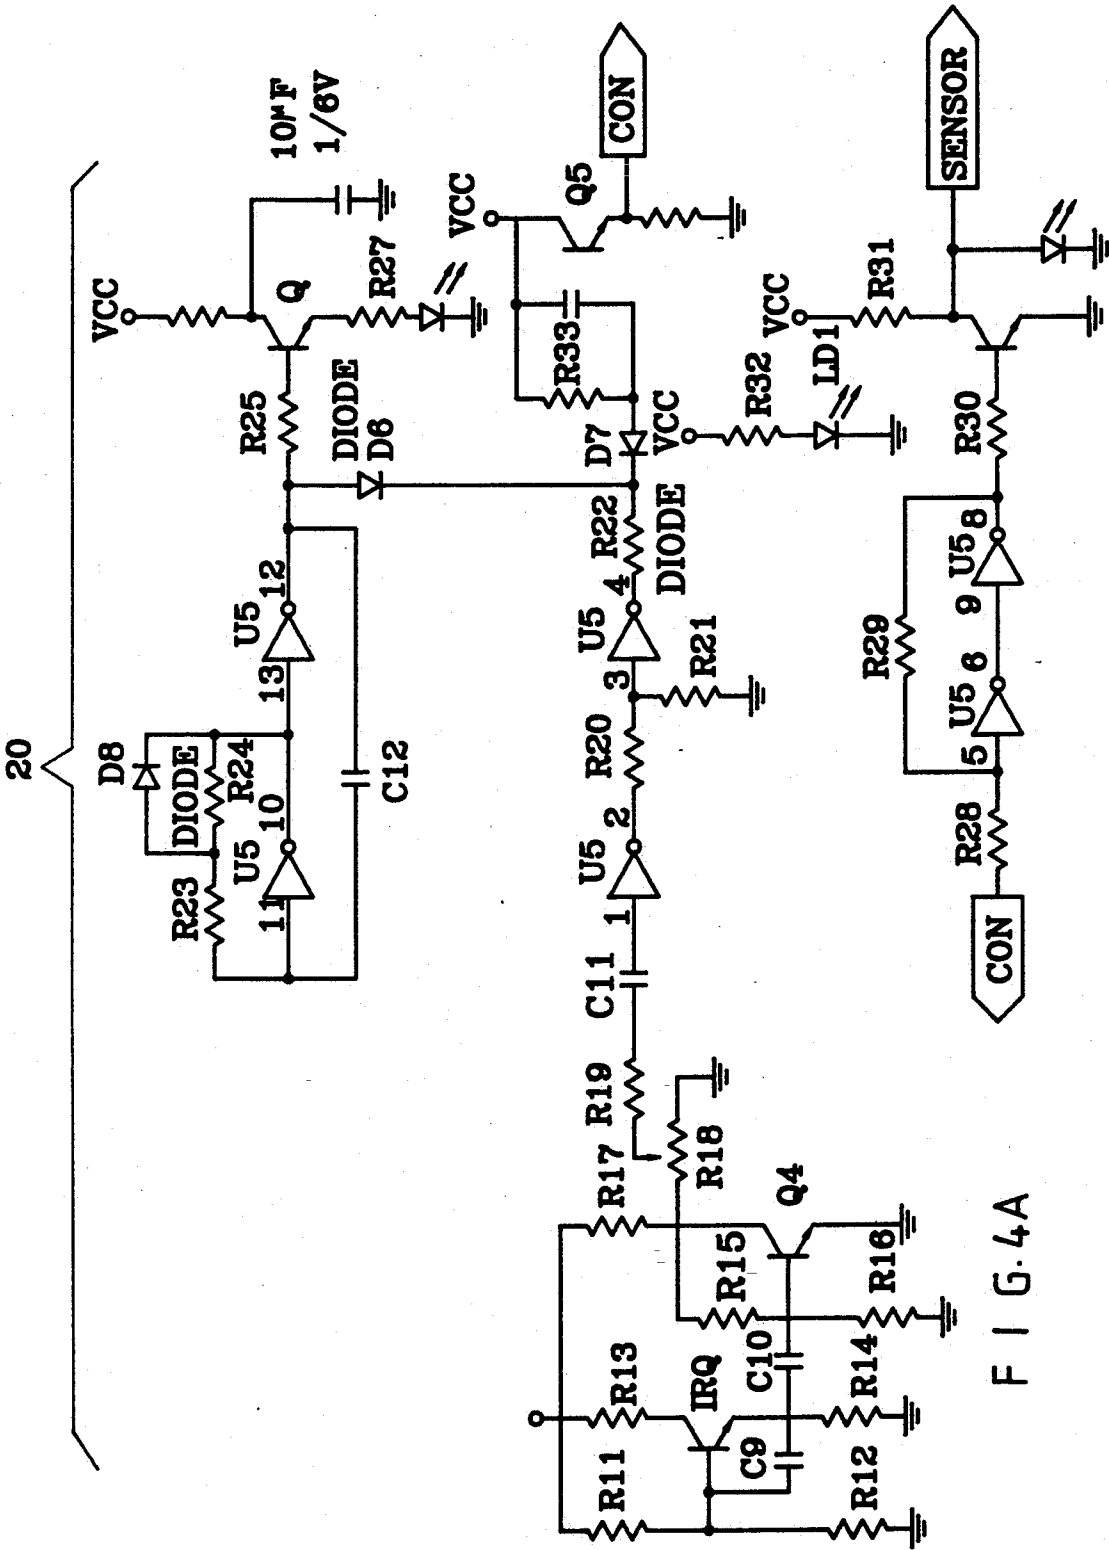 20
D8
DIODE
R24
R23
U5
11
10
U5
13
12
C12
R25
VCC
Q
10μF
1/6V
R27
DIODE
D6
VCC
Q5
CON
R33
D7
R22
DIODE
U5
3
4
R21
R20
U5
1
2
C11
R19
R18
R17
R15
Q4
R16
R13
IRQ
C10
R14
R11
C9
R12
VCC
R32
LD1
VCC
R31
SENSOR
R30
R29
U5
9
8
U5
5
6
R28
CON
FIG.4A